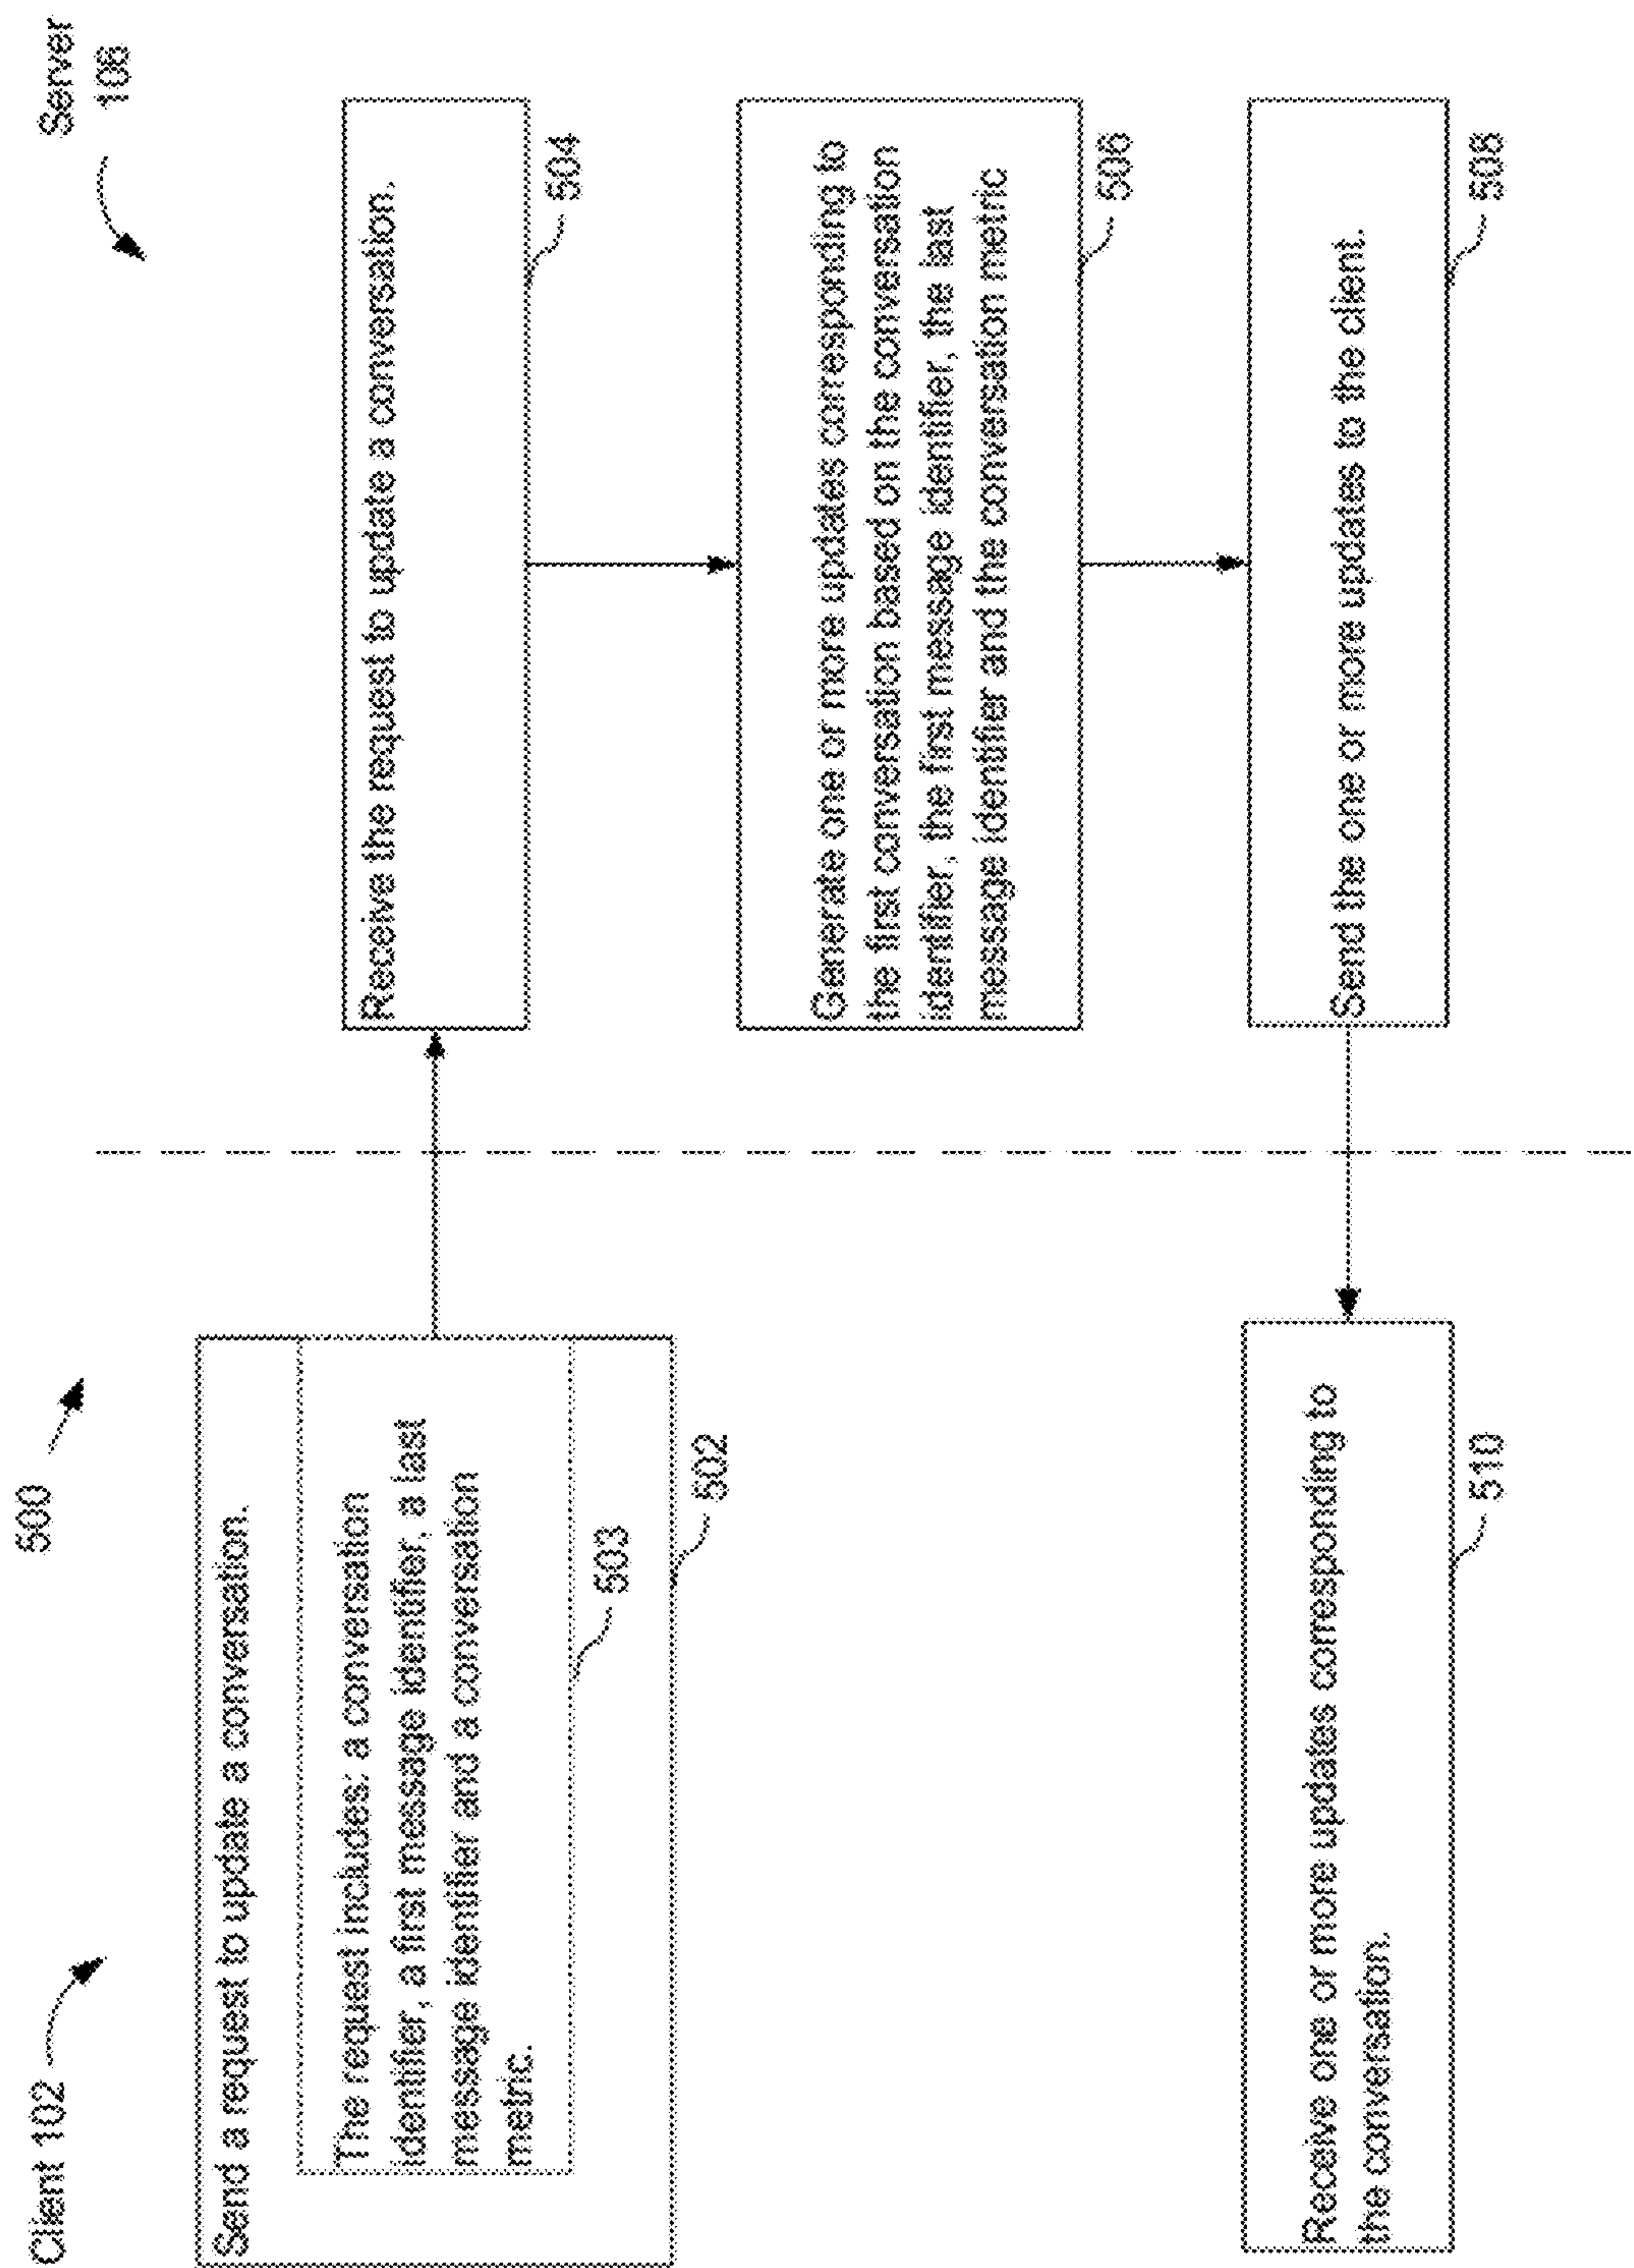 Client 102
500
Server
106
Send a request to update a conversation.
The request includes: a conversation
identifier, a first message identifier, a last
message identifier and a conversation
metric.
503
502
Receive the request to update a conversation.
504
Generate one or more updates corresponding to
the first conversation based on the conversation
identifier, the first message identifier, the last
message identifier and the conversation metric
506
Send the one or more updates to the client.
508
Receive one or more updates corresponding to
the conversation.
510